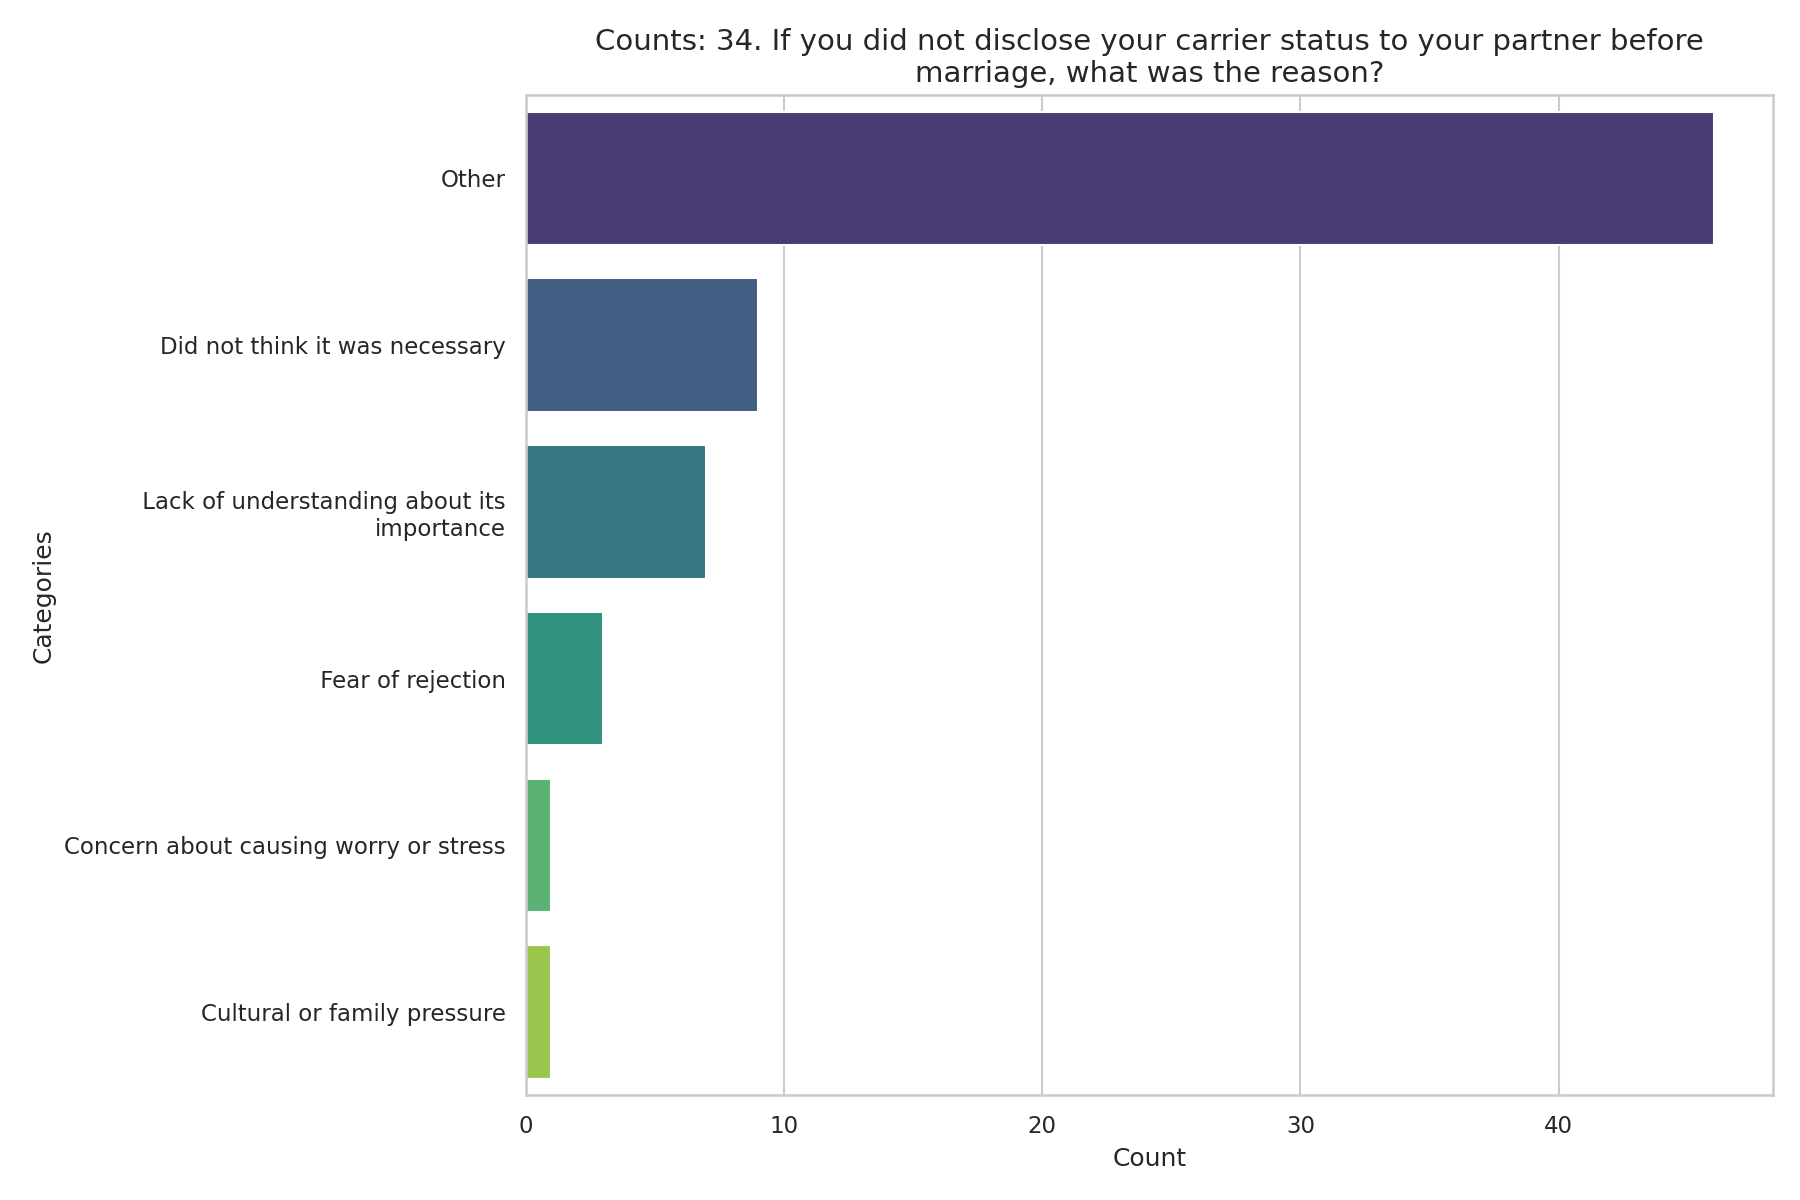 Counts: 34. If you did not disclose your carrier status to your partner before
marriage, what was the reason?
Other
Did not think it was necessary
Lack of understanding about its
importance
Fear of rejection
Concern about causing worry or stress
Cultural or family pressure
Categories
0 10 20 30 40
Count